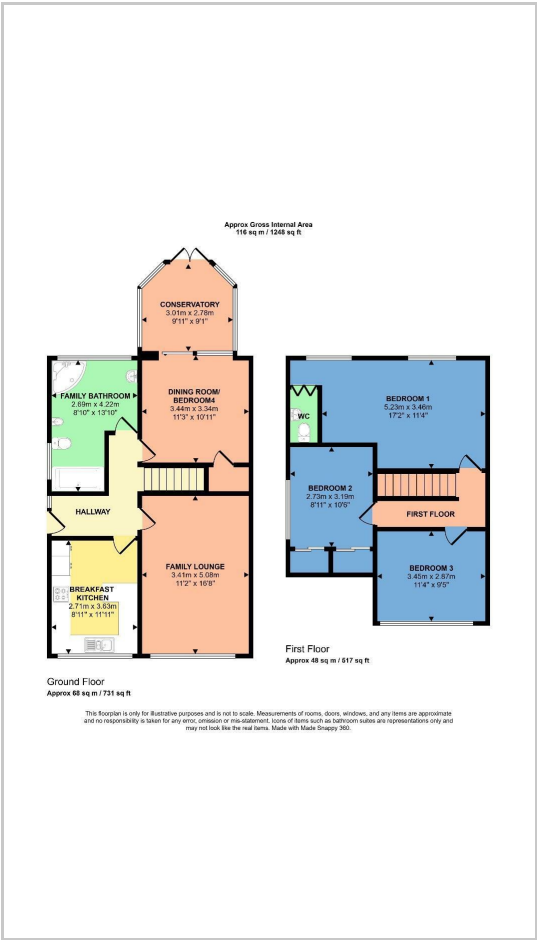 Approx Gross Internal Area
116 sq m / 1248 sq ft
CONSERVATORY
3.01m x 2.78m
9'11" x 9'1"
FAMILY BATHROOM
2.69m x 4.22m
8'10" x 13'10"
DINING ROOM/
BEDROOM4
3.44m x 3.34m
11'3" x 10'11"
HALLWAY
BREAKFAST
KITCHEN
2.71m x 3.63m
8'11" x 11'11"
FAMILY LOUNGE
3.41m x 5.08m
11'2" x 16'8"
Ground Floor
Approx 68 sq m / 731 sq ft
WC
BEDROOM 1
5.23m x 3.46m
17'2" x 11'4"
BEDROOM 2
2.73m x 3.19m
8'11" x 10'6"
FIRST FLOOR
BEDROOM 3
3.45m x 2.87m
11'4" x 9'5"
First Floor
Approx 48 sq m / 517 sq ft
This floorplan is only for illustrative purposes and is not to scale. Measurements of rooms, doors, windows, and any items are approximate
and no responsibility is taken for any error, omission or mis-statement. Icons of items such as bathroom suites are representations only and
may not look like the real items. Made with Made Snappy 360.